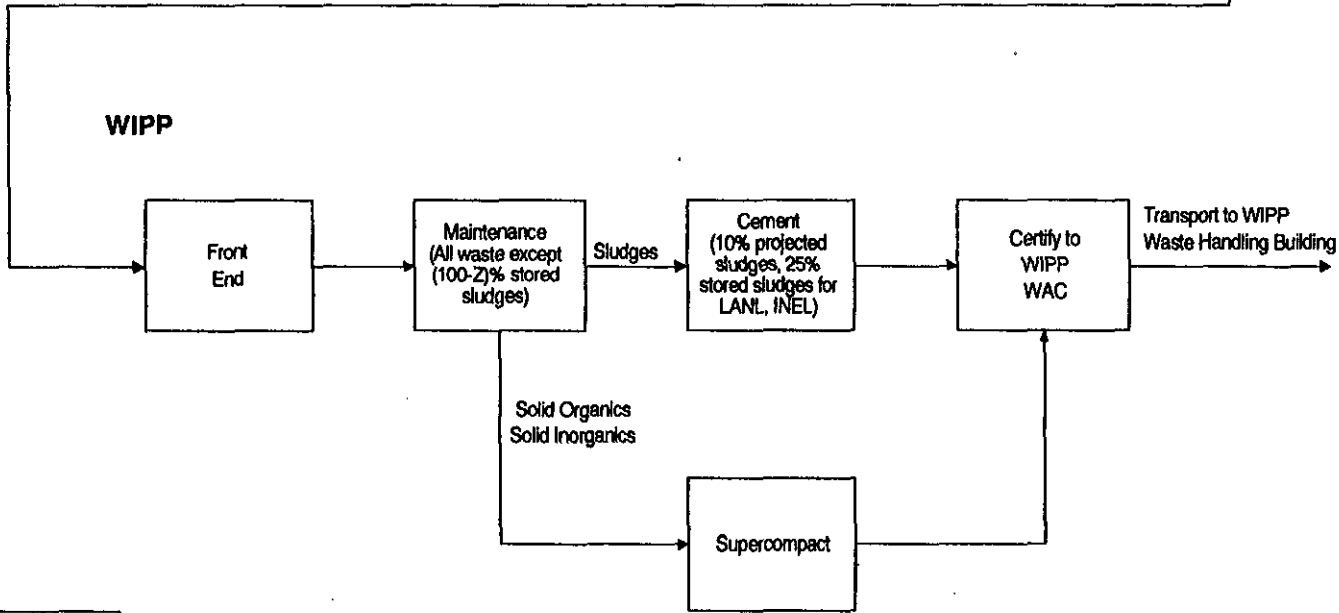 WIPP
Front
End
Maintenance
(All waste except
(100-Z)% stored
sludges)
Sludges
Cement
(10% projected
sludges, 25%
stored sludges for
LANL, INEL)
Certify to
WIPP
WAC
Transport to WIPP
Waste Handling Building
Solid Organics
Solid Inorganics
Supercompact